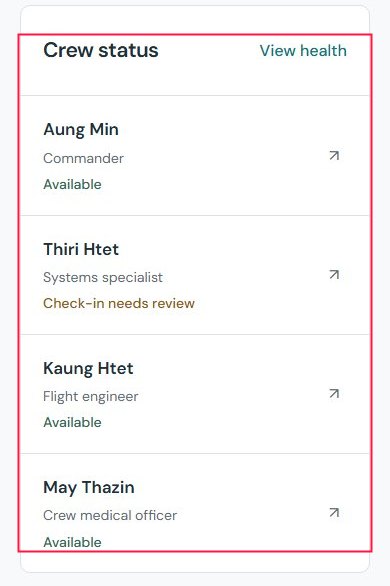 Crew status
View health
Aung Min
Commander
Available
Thiri Htet
Systems specialist
Check-in needs review
Kaung Htet
Flight engineer
Available
May Thazin
Crew medical officer
Available